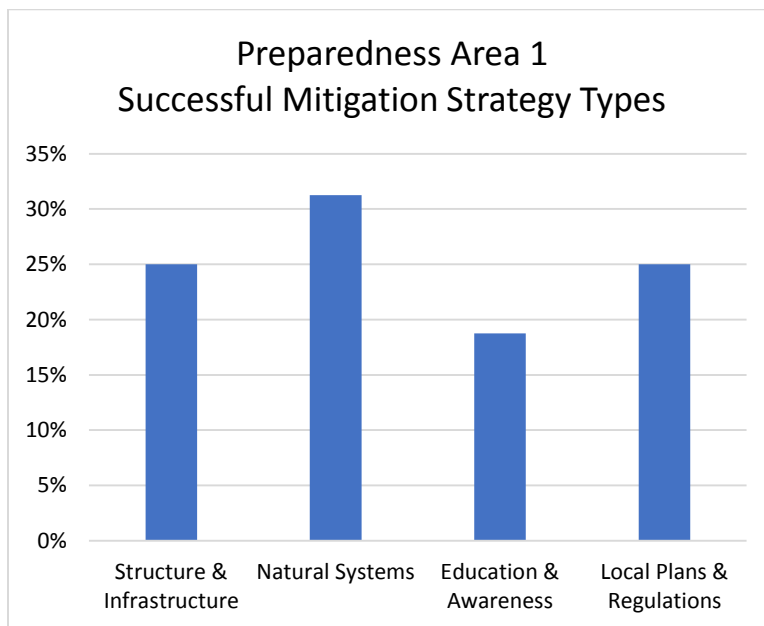 Preparedness Area 1
Successful Mitigation Strategy Types
35%
30%
25%
20%
15%
10%
5%
0%
Structure &
Infrastructure
Natural Systems
Education &
Awareness
Local Plans &
Regulations